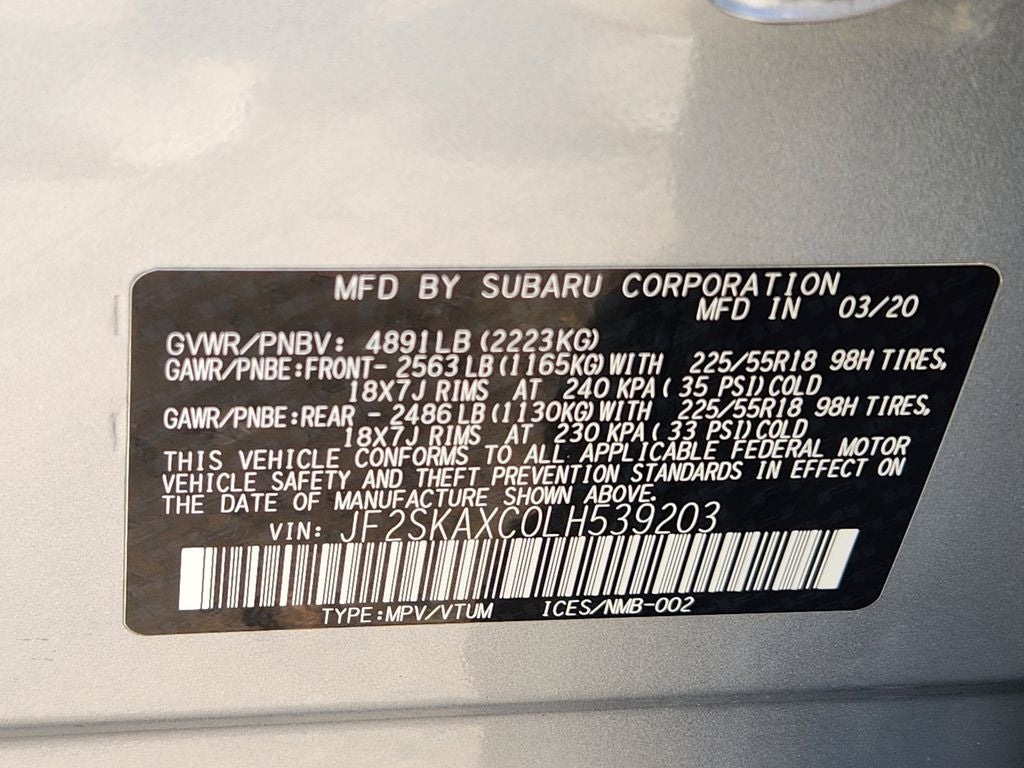 MFD BY SUBARU CORPORATION
MFD IN 03/20
GVWR/PNBV: 4891LB (2223KG)
GAWR/PNBE:FRONT- 2563LB (1165KG)WITH 225/55R18 98H TIRES,
18X7J RIMS AT 240 KPA( 35 PSI)COLD
GAWR/PNBE:REAR - 2486LB (1130KG)WITH 225/55R18 98H TIRES,
18X7J RIMS AT 230 KPA( 33 PSI)COLD
THIS VEHICLE CONFORMS TO ALL APPLICABLE FEDERAL MOTOR
VEHICLE SAFETY AND THEFT PREVENTION STANDARDS IN EFFECT ON
THE DATE OF MANUFACTURE SHOWN ABOVE.
VIN: JF2SKAXC0LH539203
TYPE:MPV/VTUM ICES/NMB-002